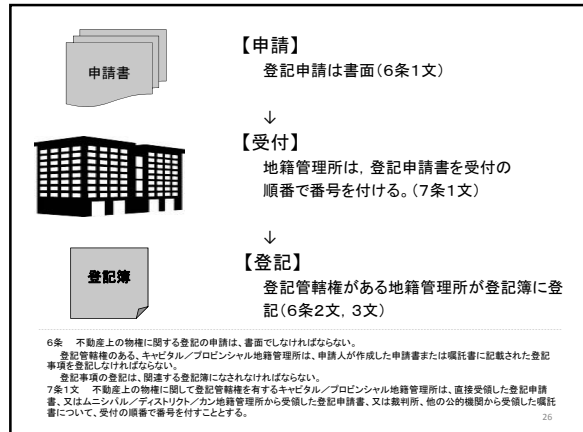 申請書
【申請】
登記申請は書面(6条1文)
↓
【受付】
地籍管理所は,登記申請書を受付の
順番で番号を付ける。(7条1文)
↓
登記簿
【登記】
登記管轄権がある地籍管理所が登記簿に登
記(6条2文,3文)
6条 不動産上の物権に関する登記の申請は、書面でしなければならない。
登記管轄権のある、キャピタル/プロビンシャル地籍管理所は、申請人が作成した申請書または嘱託書に記載された登記
事項を登記しなければならない。
登記事項の登記は、関連する登記簿になされなければならない。
7条1文 不動産上の物権に関して登記管轄権を有するキャピタル/プロビンシャル地籍管理所は、直接受領した登記申請
書、又はムニシパル/ディストリクト/カン地籍管理所から受領した登記申請書、又は裁判所、他の公的機関から受領した嘱託
書について、受付の順番で番号を付すこととする。
26